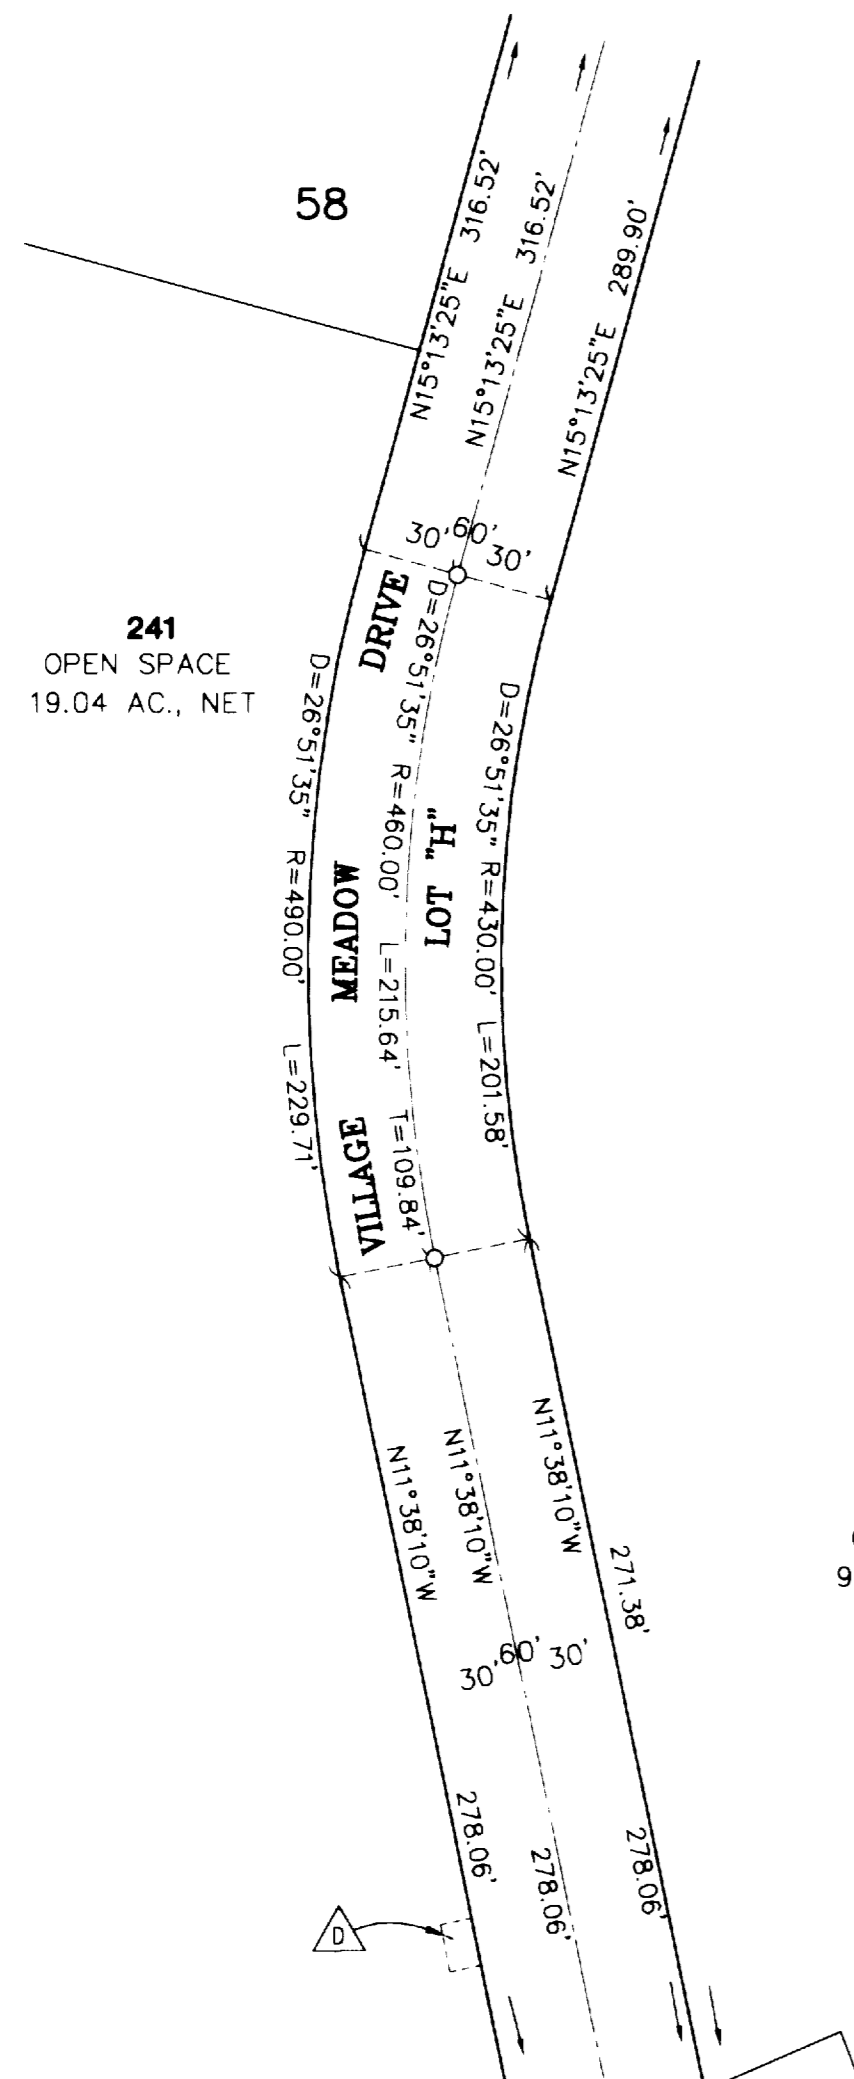 58
N15°13'25"E 316.52'
N15°13'25"E 316.52'
N15°13'25"E 289.90'
30' 60' 30'
241
OPEN SPACE
19.04 AC., NET
D=26°51'35" R=490.00' L=229.71'
VILLAGE MEADOW DRIVE
D=26°51'35" R=460.00' L=215.64' T=109.84'
LOT "H"
D=26°51'35" R=430.00' L=201.58'
N11°38'10"W
N11°38'10"W
N11°38'10"W
271.38'
9
30' 60' 30'
278.06'
278.06'
278.06'
D